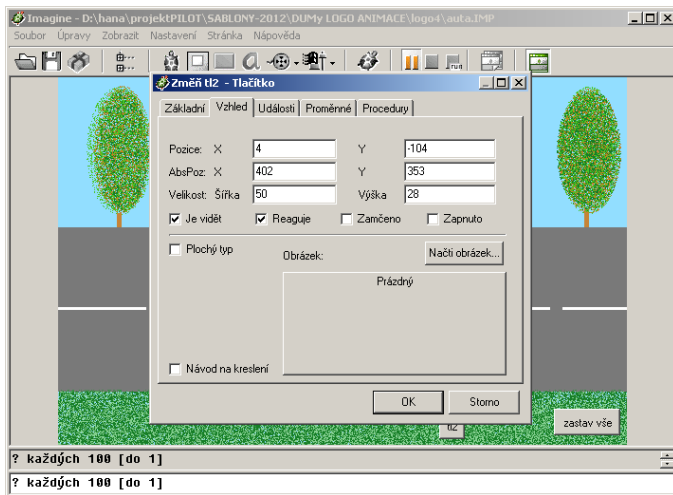 Imagine - D:\hana\projektPILOT\SABLONY-2012\DUMy LOGO ANIMACE\logo4\auta.IMP
Soubor Úpravy Zobrazit Nastavení Stránka Nápověda
Změň tl2 - Tlačítko
Základní Vzhled Události Proměnné Procedury
Pozice: X 4 Y -104
AbsPoz: X 402 Y 353
Velikost: Šířka 50 Výška 28
Je vidět Reaguje Zamčeno Zapnuto
Plochý typ Obrázek: Načti obrázek...
Prázdný
Návod na kreslení
OK Storno
tl2 zastav vše
? každých 100 [do 1]
? každých 100 [do 1]